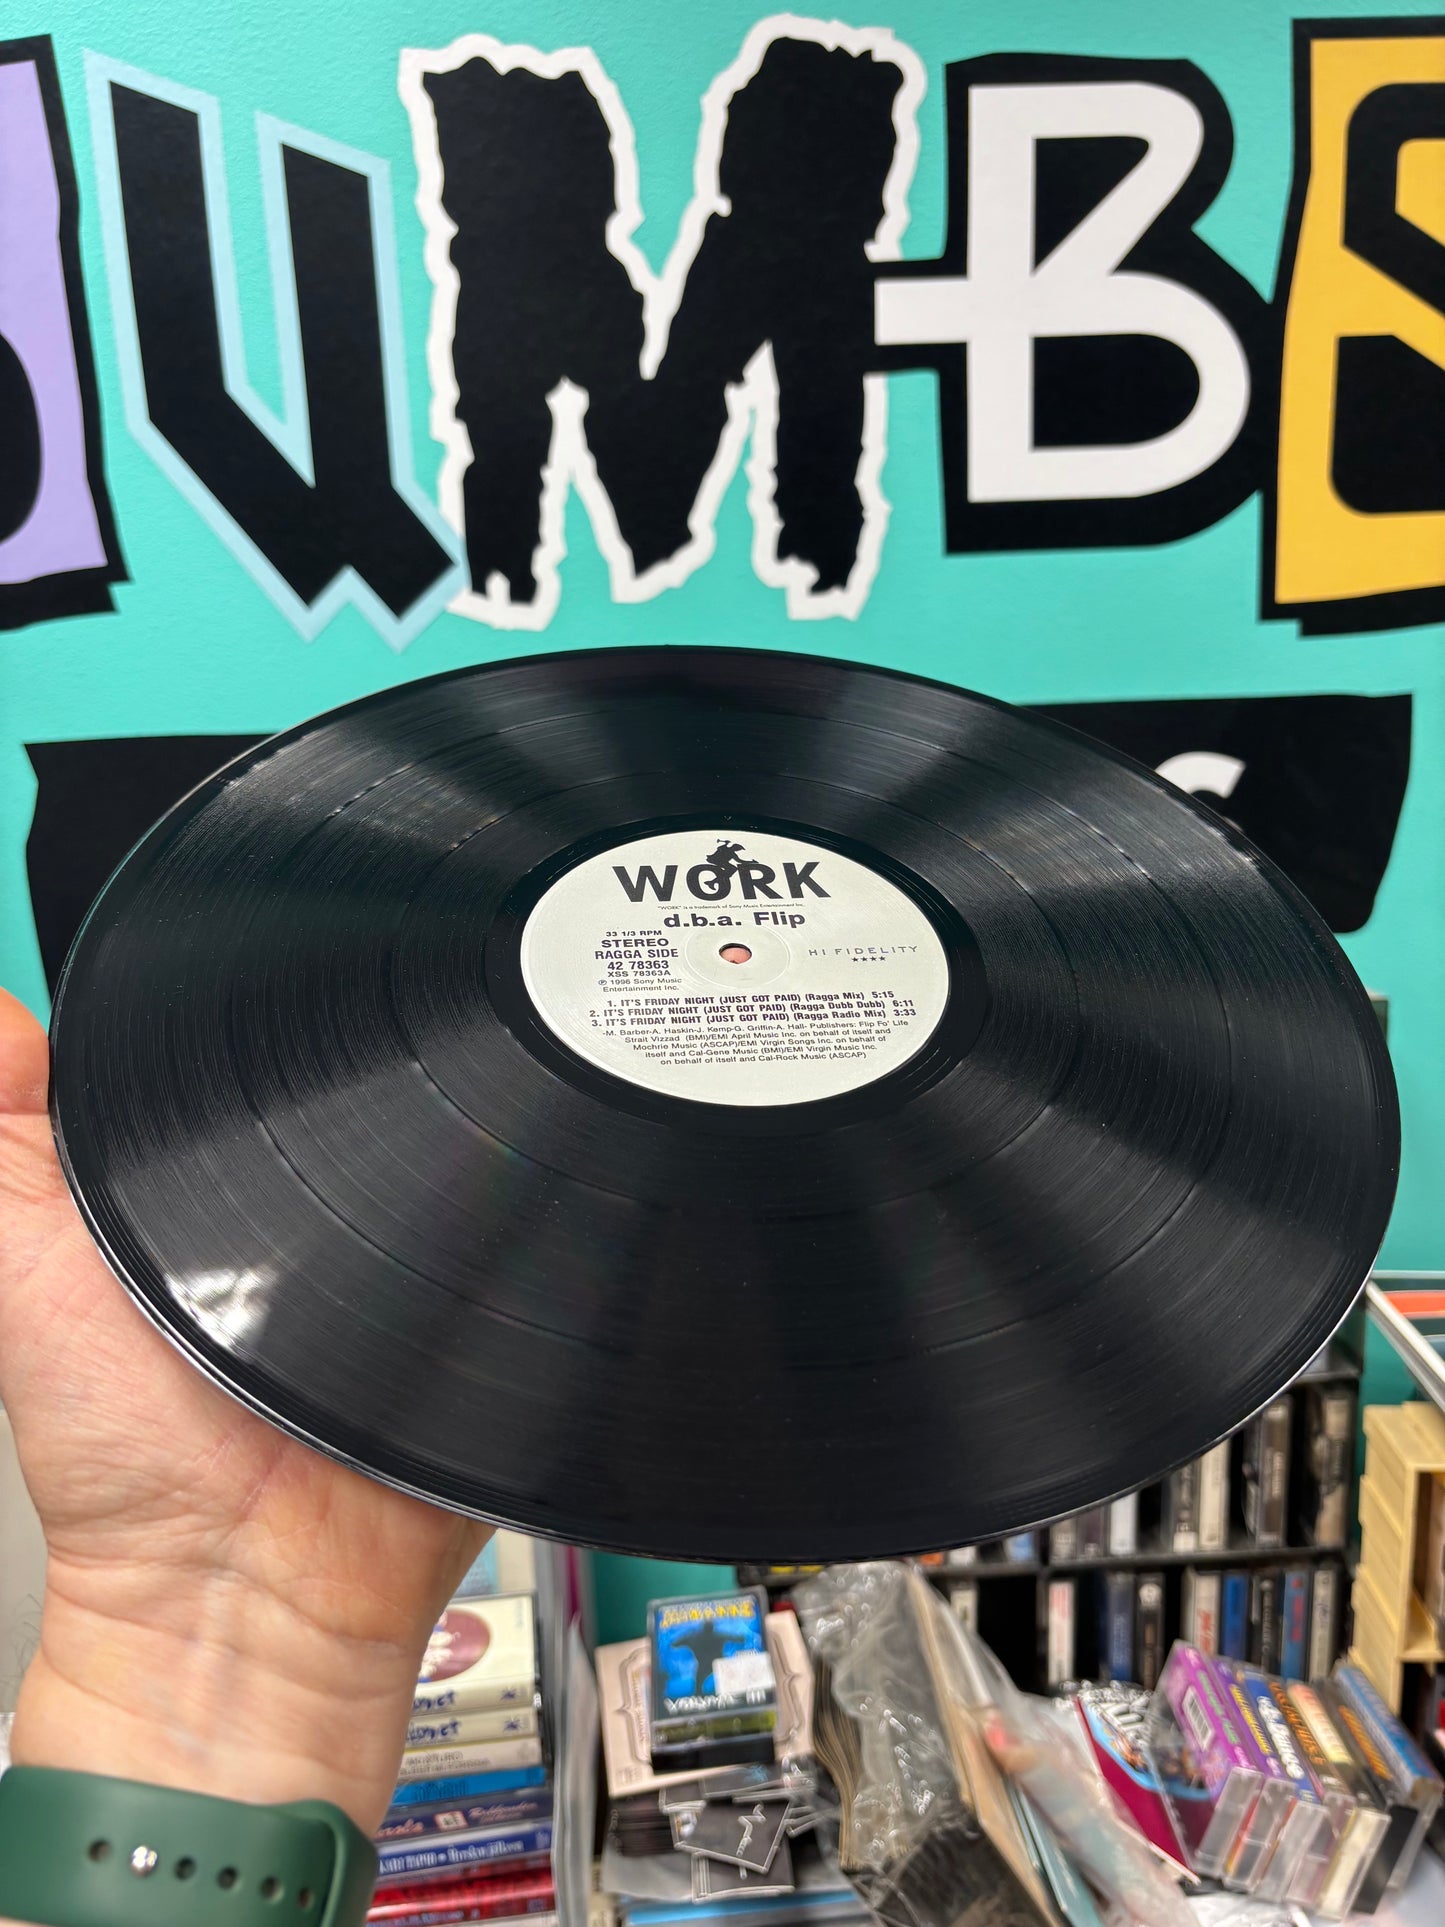 UMB
WORK
"WORK" is a trademark of Sony Music Entertainment Inc.
d.b.a. Flip
33 1/3 RPM
STEREO
RAGGA SIDE
42 78363
XSS 78363A
℗ 1996 Sony Music
Entertainment Inc.
HI FIDELITY
★★★★
1. IT'S FRIDAY NIGHT (JUST GOT PAID) (Ragga Mix) 5:15
2. IT'S FRIDAY NIGHT (JUST GOT PAID) (Ragga Dubb Dubb) 6:11
3. IT'S FRIDAY NIGHT (JUST GOT PAID) (Ragga Radio Mix) 3:33
-M. Barber-A. Haskin-J. Kemp-G. Griffin-A. Hall- Publishers: Flip Fo' Life
Strait Vizzad (BMI)/EMI April Music Inc. on behalf of itself and
Mochrie Music (ASCAP)/EMI Virgin Songs Inc. on behalf of
itself and Cal-Gene Music (BMI)/EMI Virgin Music Inc.
on behalf of itself and Cal-Rock Music (ASCAP)
VOLUME III